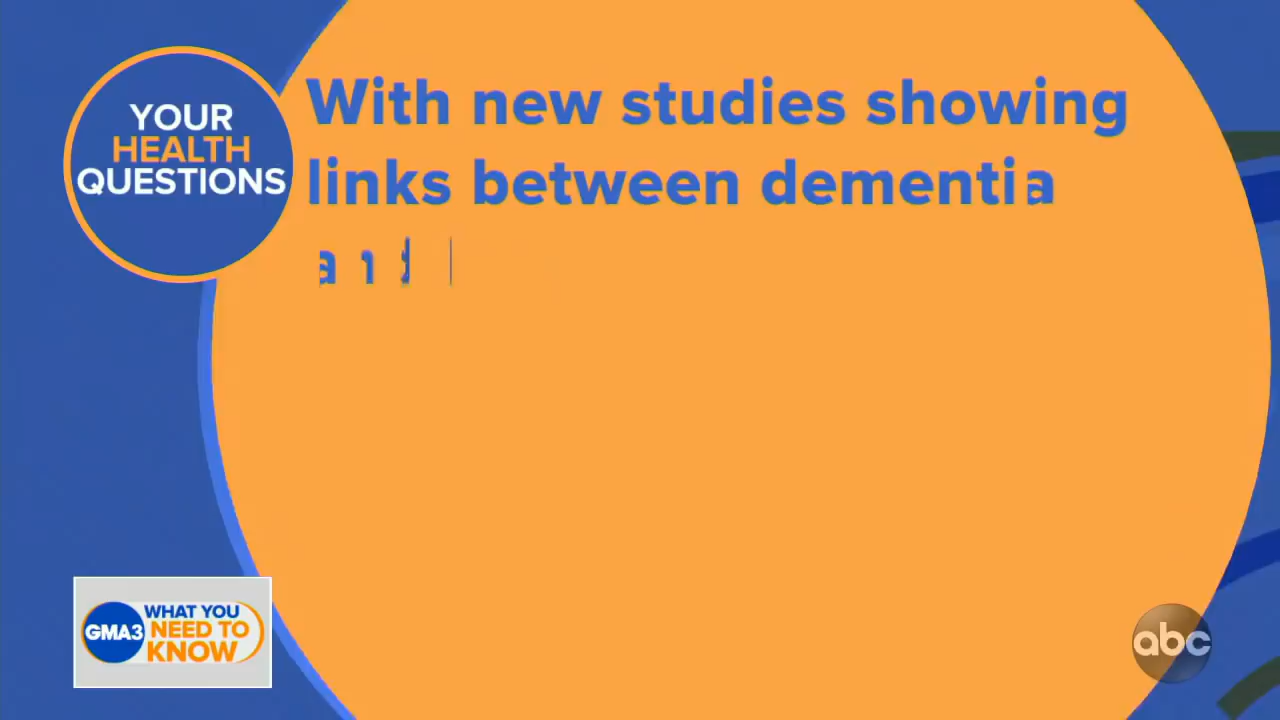 YOUR
HEALTH
QUESTIONS
With new studies showing
links between dementia
GMA3
WHAT YOU
NEED TO
KNOW
abc